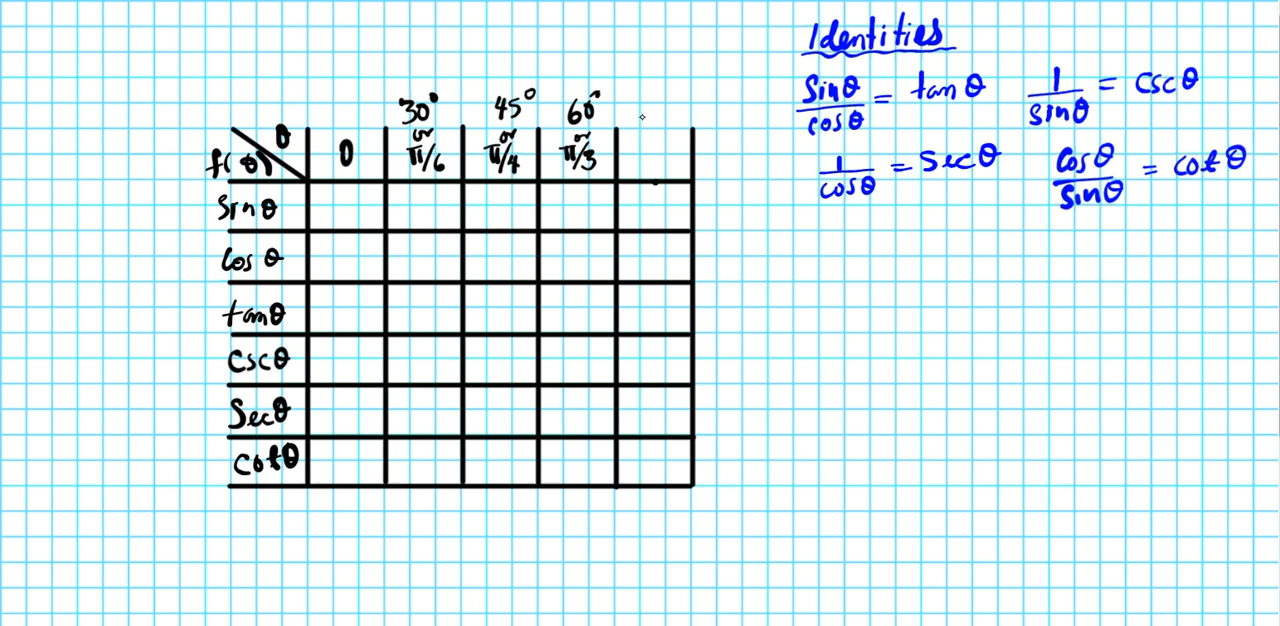 Identities
sinθ/cosθ = tanθ 1/sinθ = cscθ
1/cosθ = secθ cosθ/sinθ = cotθ
θ 30° 45° 60°
or or or
f(θ) 0 π/6 π/4 π/3
sinθ
cosθ
tanθ
cscθ
secθ
cotθ